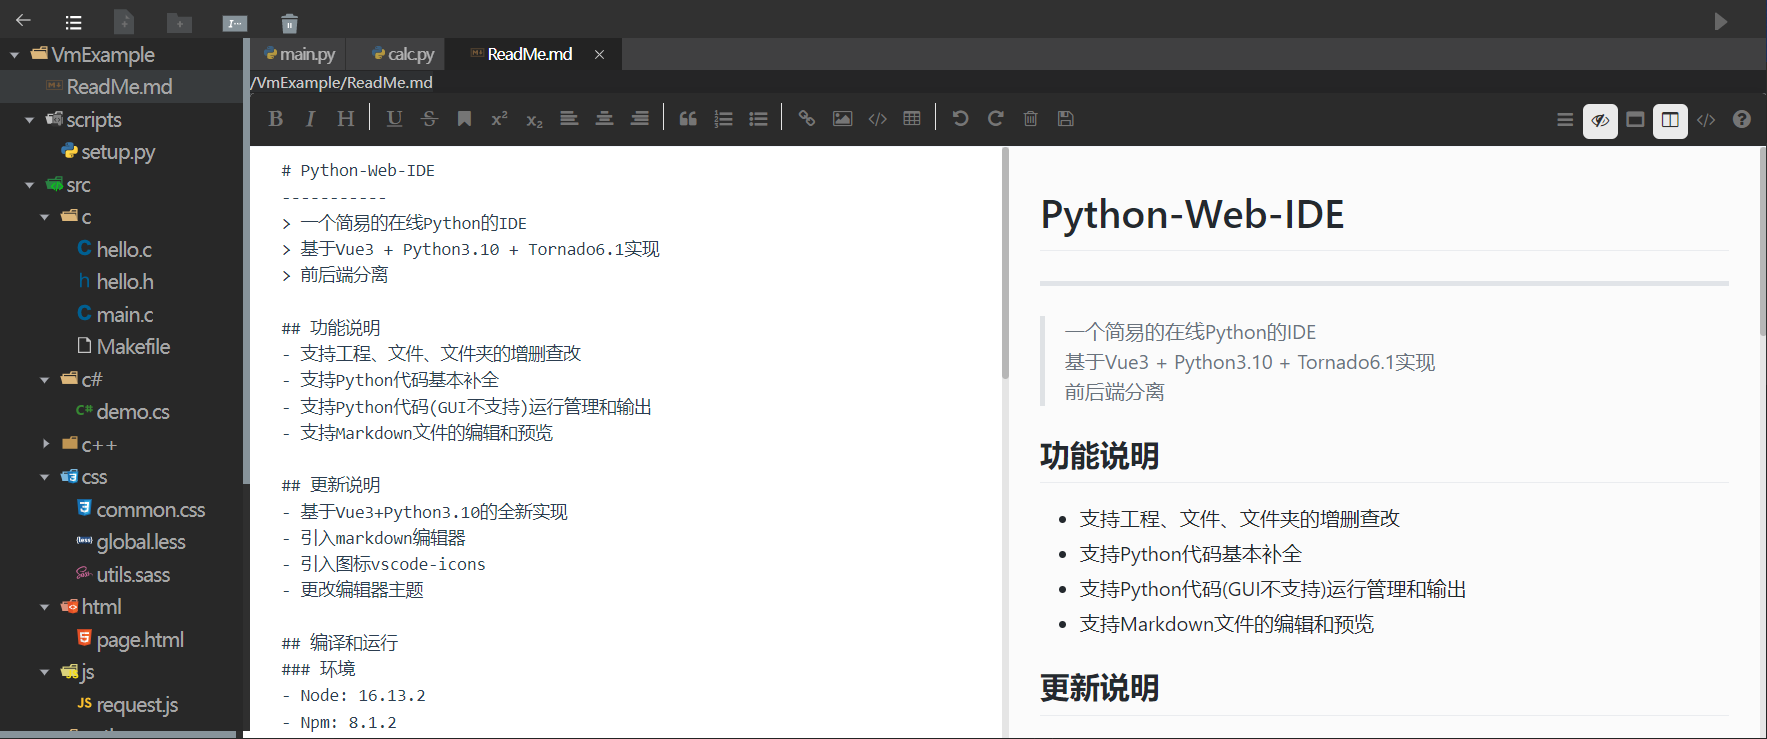 VmExample
ReadMe.md
scripts
setup.py
src
c
hello.c
hello.h
main.c
Makefile
c#
demo.cs
c++
css
common.css
global.less
utils.sass
html
page.html
js
request.js
main.py calc.py ReadMe.md
/VmExample/ReadMe.md
# Python-Web-IDE
-----------
> 一个简易的在线Python的IDE
> 基于Vue3 + Python3.10 + Tornado6.1实现
> 前后端分离
## 功能说明
- 支持工程、文件、文件夹的增删查改
- 支持Python代码基本补全
- 支持Python代码(GUI不支持)运行管理和输出
- 支持Markdown文件的编辑和预览
## 更新说明
- 基于Vue3+Python3.10的全新实现
- 引入markdown编辑器
- 引入图标vscode-icons
- 更改编辑器主题
## 编译和运行
### 环境
- Node: 16.13.2
- Npm: 8.1.2
Python-Web-IDE
一个简易的在线Python的IDE
基于Vue3 + Python3.10 + Tornado6.1实现
前后端分离
功能说明
支持工程、文件、文件夹的增删查改
支持Python代码基本补全
支持Python代码(GUI不支持)运行管理和输出
支持Markdown文件的编辑和预览
更新说明